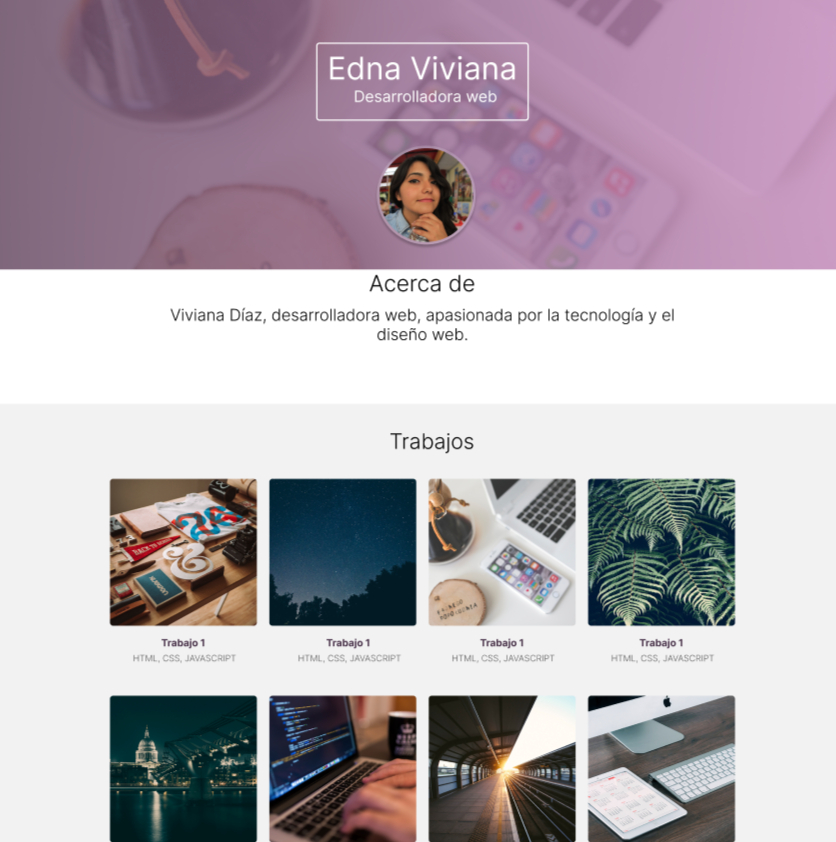 Edna Viviana
Desarrolladora web
Acerca de
Viviana Díaz, desarrolladora web, apasionada por la tecnología y el
diseño web.
Trabajos
Trabajo 1
HTML, CSS, JAVASCRIPT
Trabajo 1
HTML, CSS, JAVASCRIPT
Trabajo 1
HTML, CSS, JAVASCRIPT
Trabajo 1
HTML, CSS, JAVASCRIPT